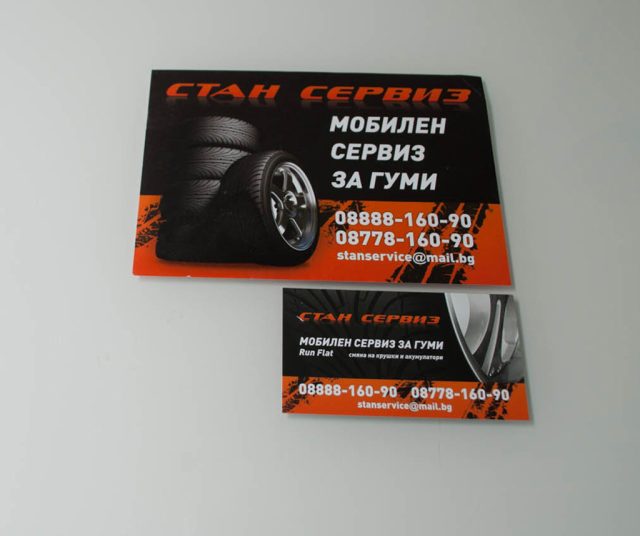 СТАН СЕРВИЗ
МОБИЛЕН
СЕРВИЗ
ЗА ГУМИ
08888-160-90
08778-160-90
stanservice@mail.bg
СТАН СЕРВИЗ
МОБИЛЕН СЕРВИЗ ЗА ГУМИ
Run Flat смяна на крушки и акумулатори
08888-160-90 08778-160-90
stanservice@mail.bg